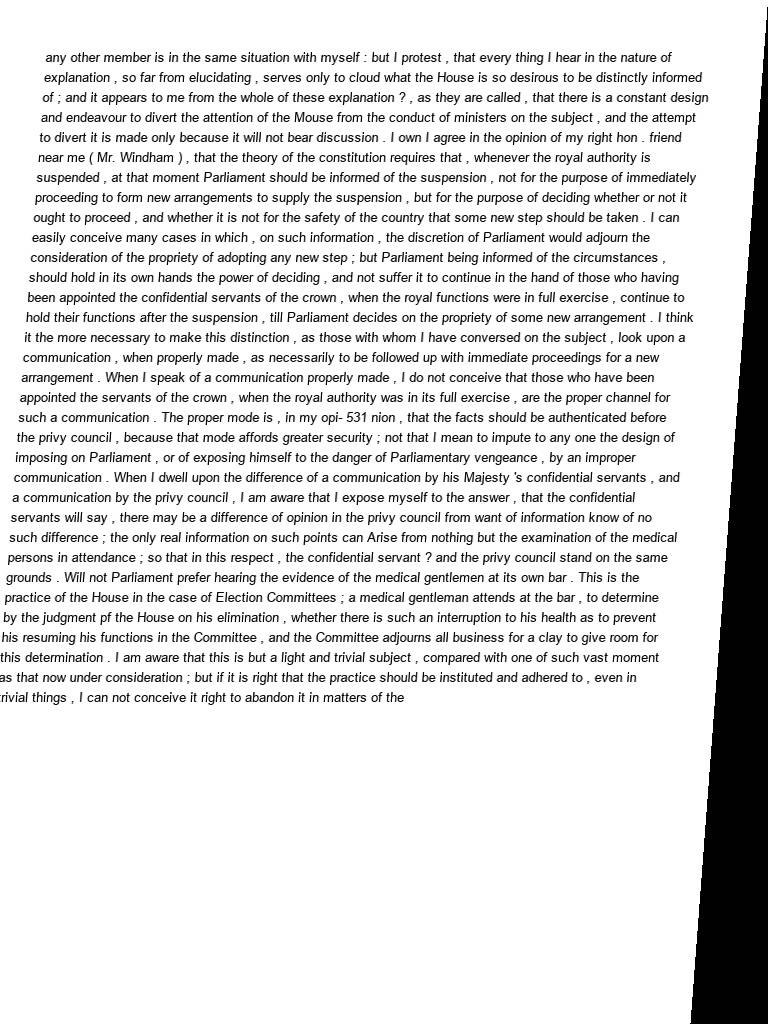 any other member is in the same situation with myself : but I protest , that every thing I hear in the nature of
explanation , so far from elucidating , serves only to cloud what the House is so desirous to be distinctly informed
of ; and it appears to me from the whole of these explanation ? , as they are called , that there is a constant design
and endeavour to divert the attention of the Mouse from the conduct of ministers on the subject , and the attempt
to divert it is made only because it will not bear discussion . I own I agree in the opinion of my right hon . friend
near me ( Mr. Windham ) , that the theory of the constitution requires that , whenever the royal authority is
suspended , at that moment Parliament should be informed of the suspension , not for the purpose of immediately
proceeding to form new arrangements to supply the suspension , but for the purpose of deciding whether or not it
ought to proceed , and whether it is not for the safety of the country that some new step should be taken . I can
easily conceive many cases in which , on such information , the discretion of Parliament would adjourn the
consideration of the propriety of adopting any new step ; but Parliament being informed of the circumstances ,
should hold in its own hands the power of deciding , and not suffer it to continue in the hand of those who having
been appointed the confidential servants of the crown , when the royal functions were in full exercise , continue to
hold their functions after the suspension , till Parliament decides on the propriety of some new arrangement . I think
it the more necessary to make this distinction , as those with whom I have conversed on the subject , look upon a
communication , when properly made , as necessarily to be followed up with immediate proceedings for a new
arrangement . When I speak of a communication properly made , I do not conceive that those who have been
appointed the servants of the crown , when the royal authority was in its full exercise , are the proper channel for
such a communication . The proper mode is , in my opi- 531 nion , that the facts should be authenticated before
the privy council , because that mode affords greater security ; not that I mean to impute to any one the design of
imposing on Parliament , or of exposing himself to the danger of Parliamentary vengeance , by an improper
communication . When I dwell upon the difference of a communication by his Majesty 's confidential servants , and
a communication by the privy council , I am aware that I expose myself to the answer , that the confidential
servants will say , there may be a difference of opinion in the privy council from want of information know of no
such difference ; the only real information on such points can Arise from nothing but the examination of the medical
persons in attendance ; so that in this respect , the confidential servant ? and the privy council stand on the same
grounds . Will not Parliament prefer hearing the evidence of the medical gentlemen at its own bar . This is the
practice of the House in the case of Election Committees ; a medical gentleman attends at the bar , to determine
by the judgment pf the House on his elimination , whether there is such an interruption to his health as to prevent
his resuming his functions in the Committee , and the Committee adjourns all business for a clay to give room for
this determination . I am aware that this is but a light and trivial subject , compared with one of such vast moment
as that now under consideration ; but if it is right that the practice should be instituted and adhered to , even in
trivial things , I can not conceive it right to abandon it in matters of the